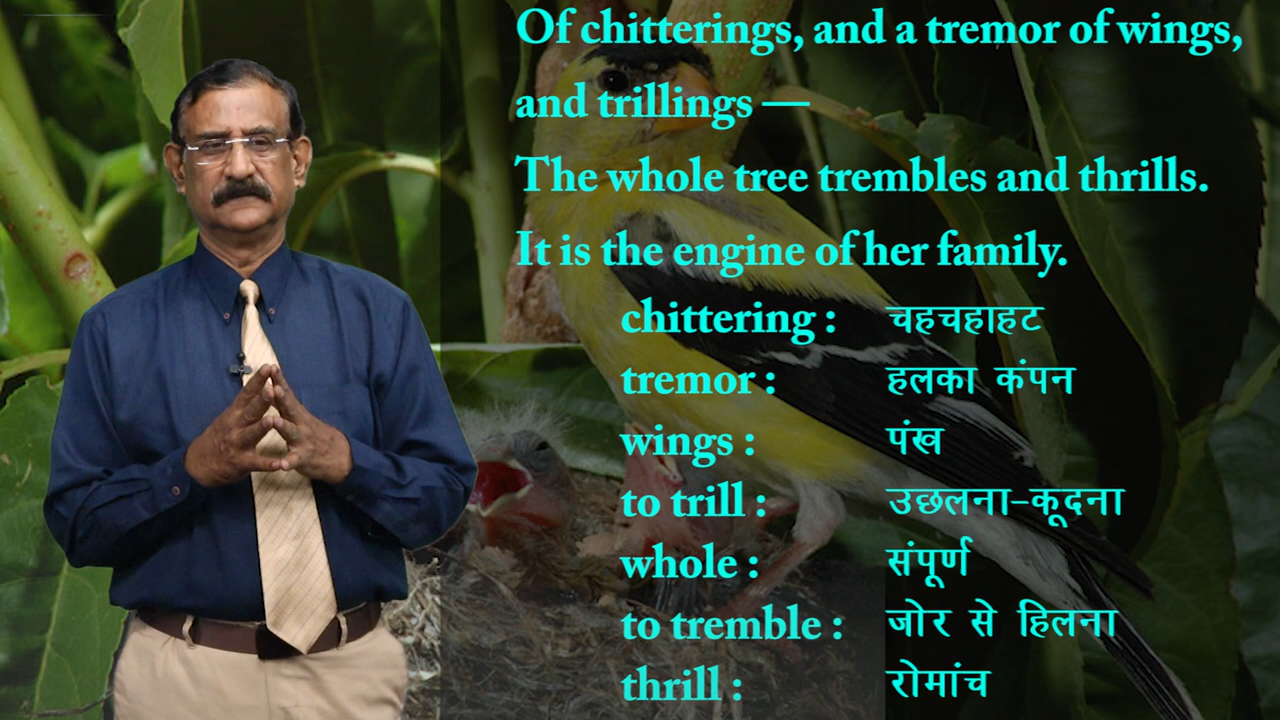 Of chitterings, and a tremor of wings,
and trillings —
The whole tree trembles and thrills.
It is the engine of her family.
chittering : चहचहाहट
tremor : हलका कंपन
wings : पंख
to trill : उछलना-कूदना
whole : संपूर्ण
to tremble : जोर से हिलना
thrill : रोमांच